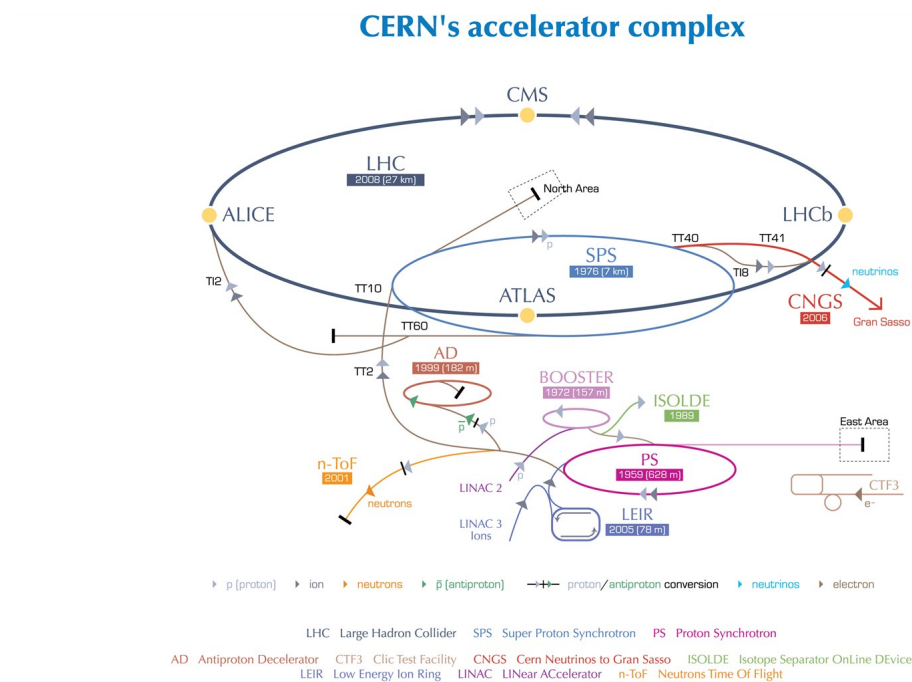 CERN's accelerator complex
CMS
LHC
2008 (27 km)
North Area
ALICE
LHCb
p
TT40
TT41
SPS
1976 (7 km)
TI2
TI8
neutrinos
TT10
ATLAS
CNGS
2006
Gran Sasso
TT60
AD
1999 (182 m)
TT2
BOOSTER
1972 (157 m)
ISOLDE
1989
East Area
p̅
p
n-ToF
2001
PS
1959 (628 m)
p
LINAC 2
neutrons
CTF3
e-
LEIR
2005 (78 m)
LINAC 3
Ions
p (proton) ion neutrons p̅ (antiproton) proton/antiproton conversion neutrinos electron
LHC Large Hadron Collider SPS Super Proton Synchrotron PS Proton Synchrotron
AD Antiproton Decelerator CTF3 Clic Test Facility CNGS Cern Neutrinos to Gran Sasso ISOLDE Isotope Separator OnLine DEvice
LEIR Low Energy Ion Ring LINAC LINear ACcelerator n-ToF Neutrons Time Of Flight